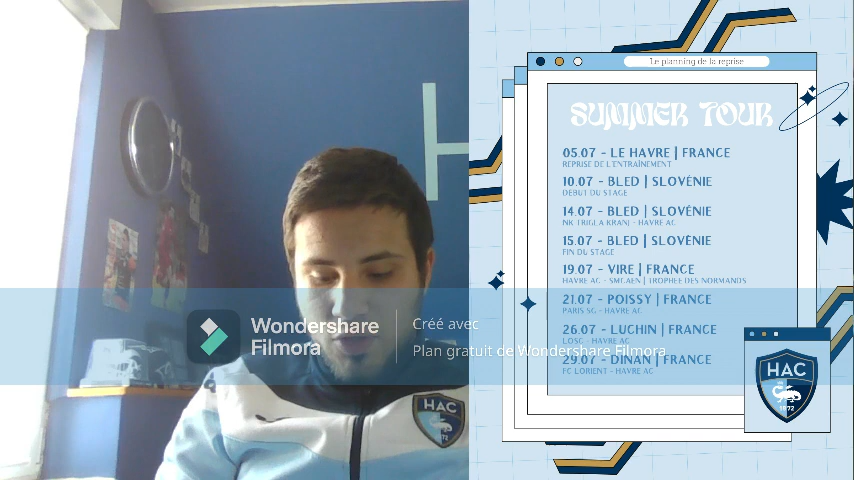 Le planning de la reprise
SUMMER TOUR
05.07 - LE HAVRE | FRANCE
REPRISE DE L'ENTRAÎNEMENT
10.07 - BLED | SLOVÉNIE
DÉBUT DU STAGE
14.07 - BLED | SLOVÉNIE
NK TRIGLA KRANJ - HAVRE AC
15.07 - BLED | SLOVÉNIE
FIN DU STAGE
19.07 - VIRE | FRANCE
HAVRE AC - SMCAEN | TROPHÉE DES NORMANDS
21.07 - POISSY | FRANCE
PARIS SG - HAVRE AC
26.07 - LUCHIN | FRANCE
LOSC - HAVRE AC
29.07 - DINAN | FRANCE
FC LORIENT - HAVRE AC
Wondershare
Filmora
Créé avec
Plan gratuit de Wondershare Filmora
H
HAC
HAC
1872